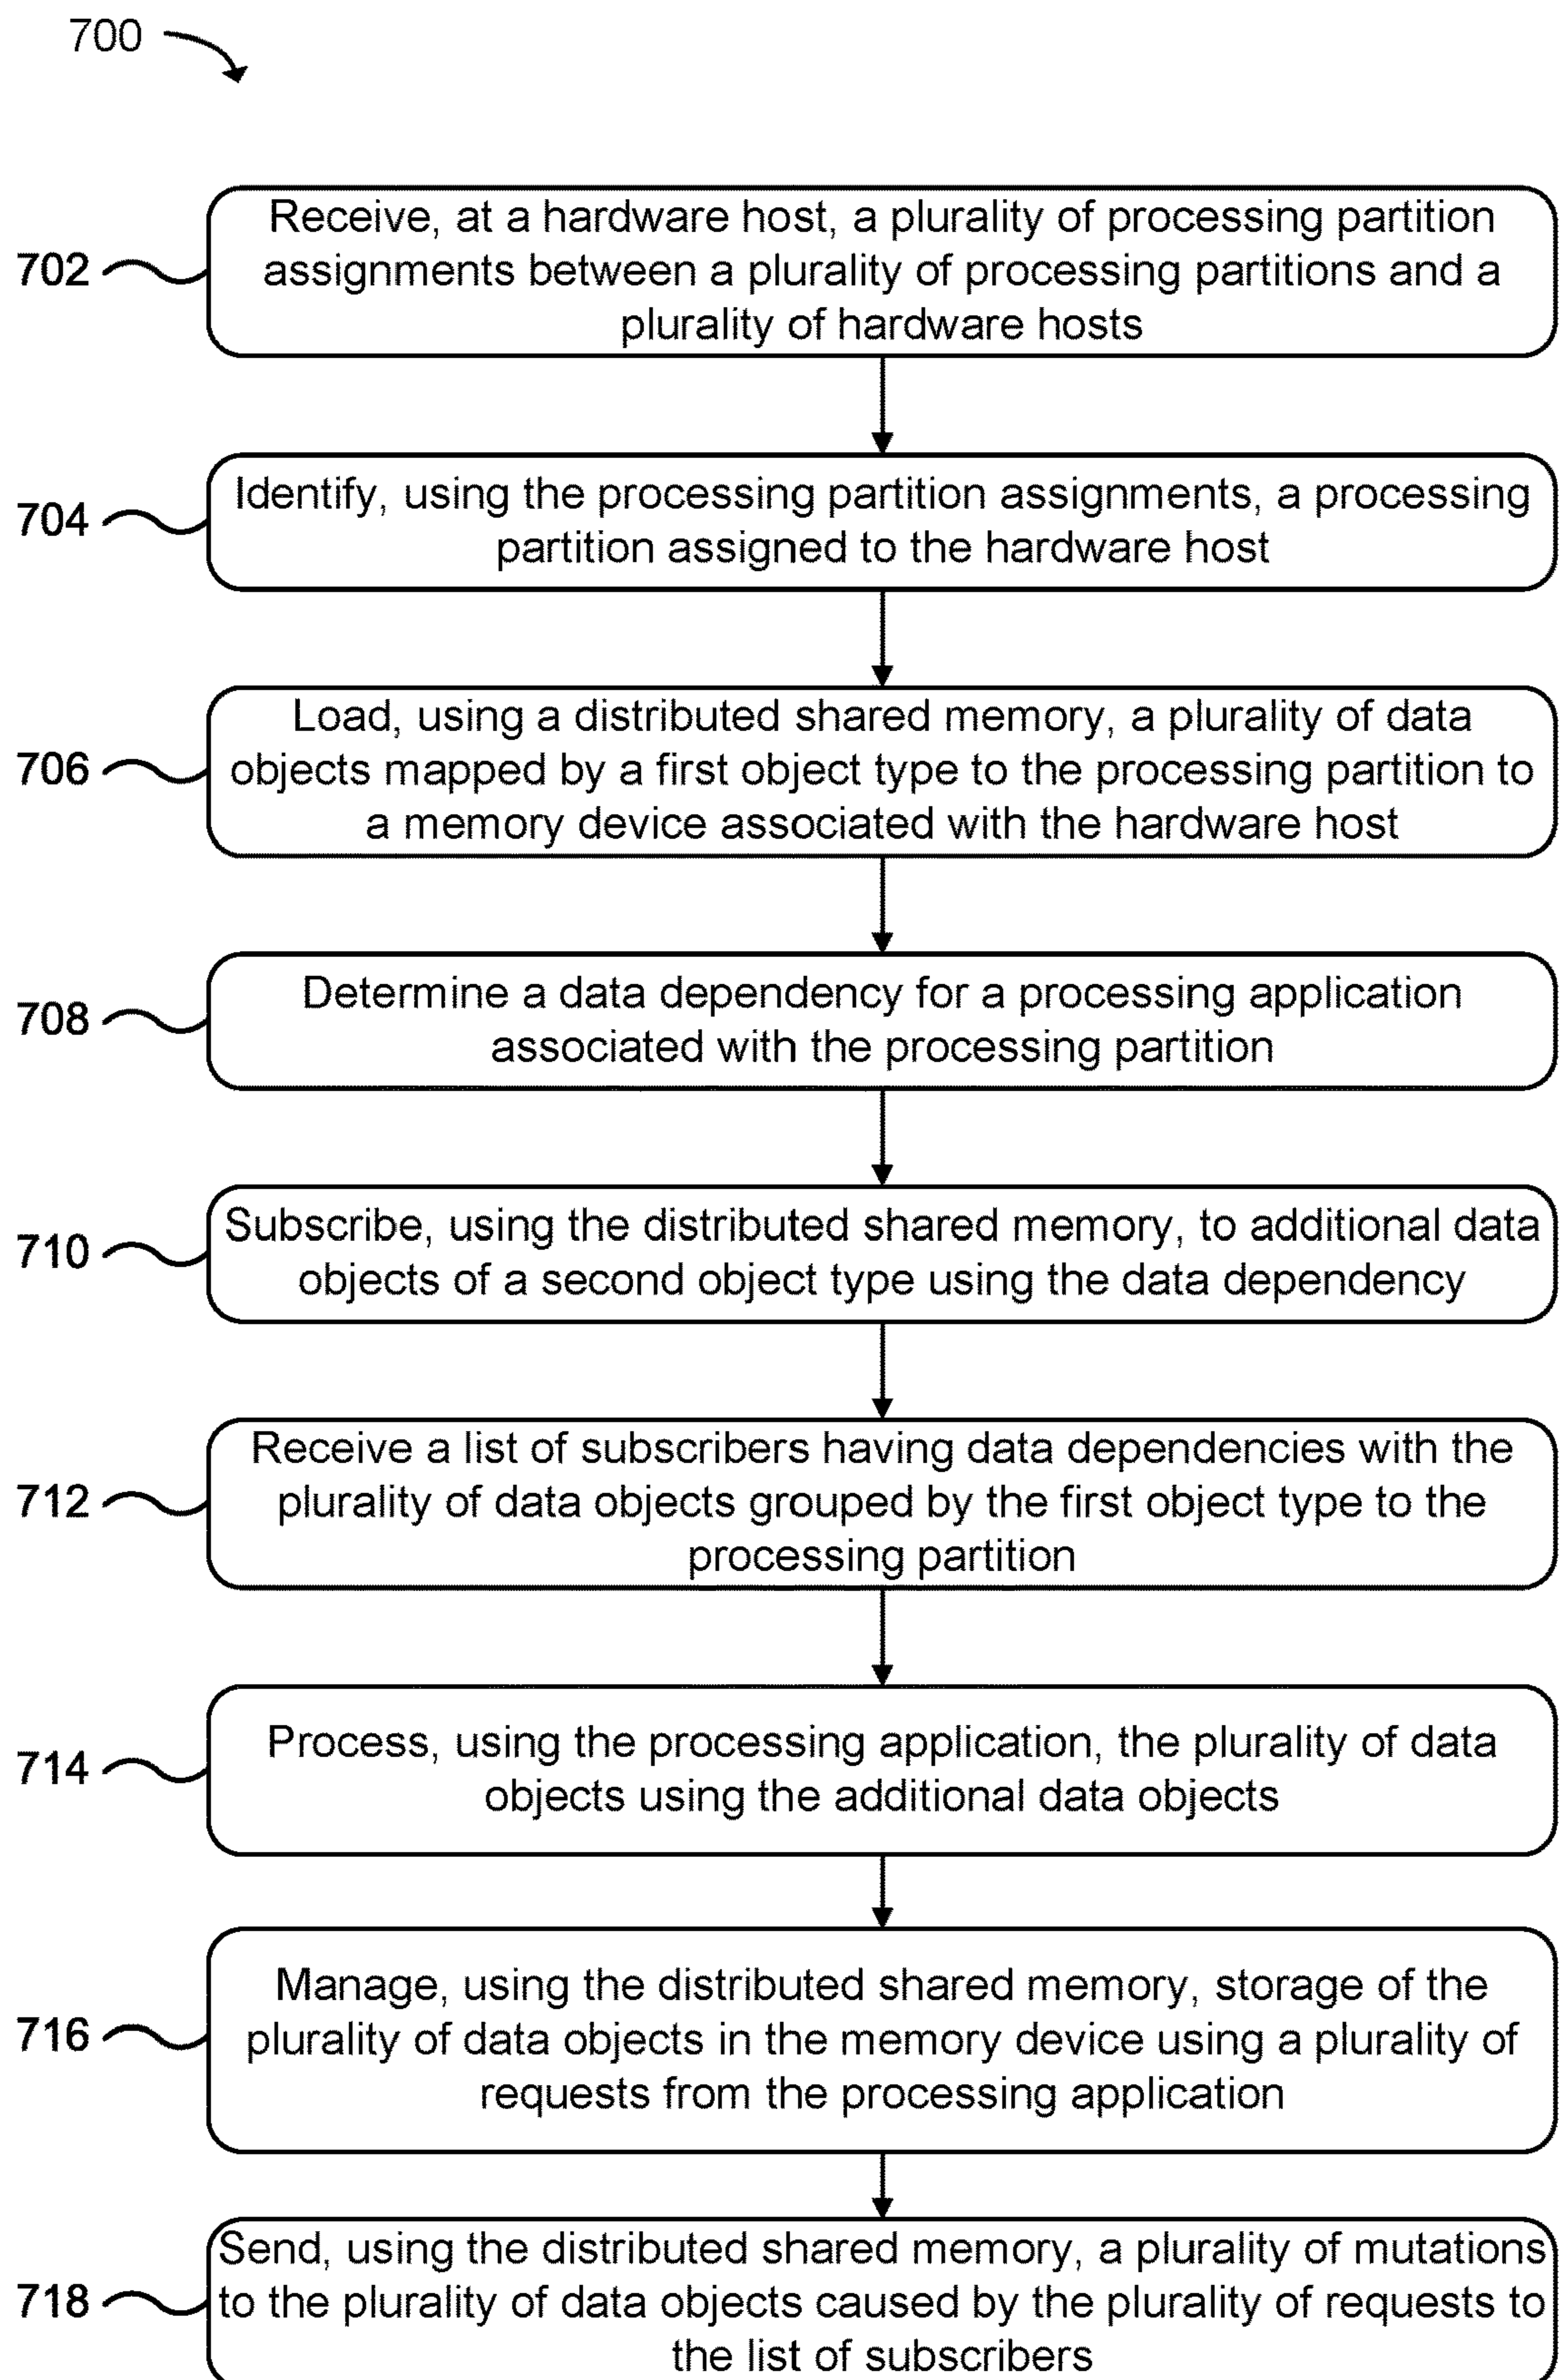 700
702
Receive, at a hardware host, a plurality of processing partition
assignments between a plurality of processing partitions and a
plurality of hardware hosts
704
Identify, using the processing partition assignments, a processing
partition assigned to the hardware host
706
Load, using a distributed shared memory, a plurality of data
objects mapped by a first object type to the processing partition to
a memory device associated with the hardware host
708
Determine a data dependency for a processing application
associated with the processing partition
710
Subscribe, using the distributed shared memory, to additional data
objects of a second object type using the data dependency
712
Receive a list of subscribers having data dependencies with the
plurality of data objects grouped by the first object type to the
processing partition
714
Process, using the processing application, the plurality of data
objects using the additional data objects
716
Manage, using the distributed shared memory, storage of the
plurality of data objects in the memory device using a plurality of
requests from the processing application
718
Send, using the distributed shared memory, a plurality of mutations
to the plurality of data objects caused by the plurality of requests to
the list of subscribers